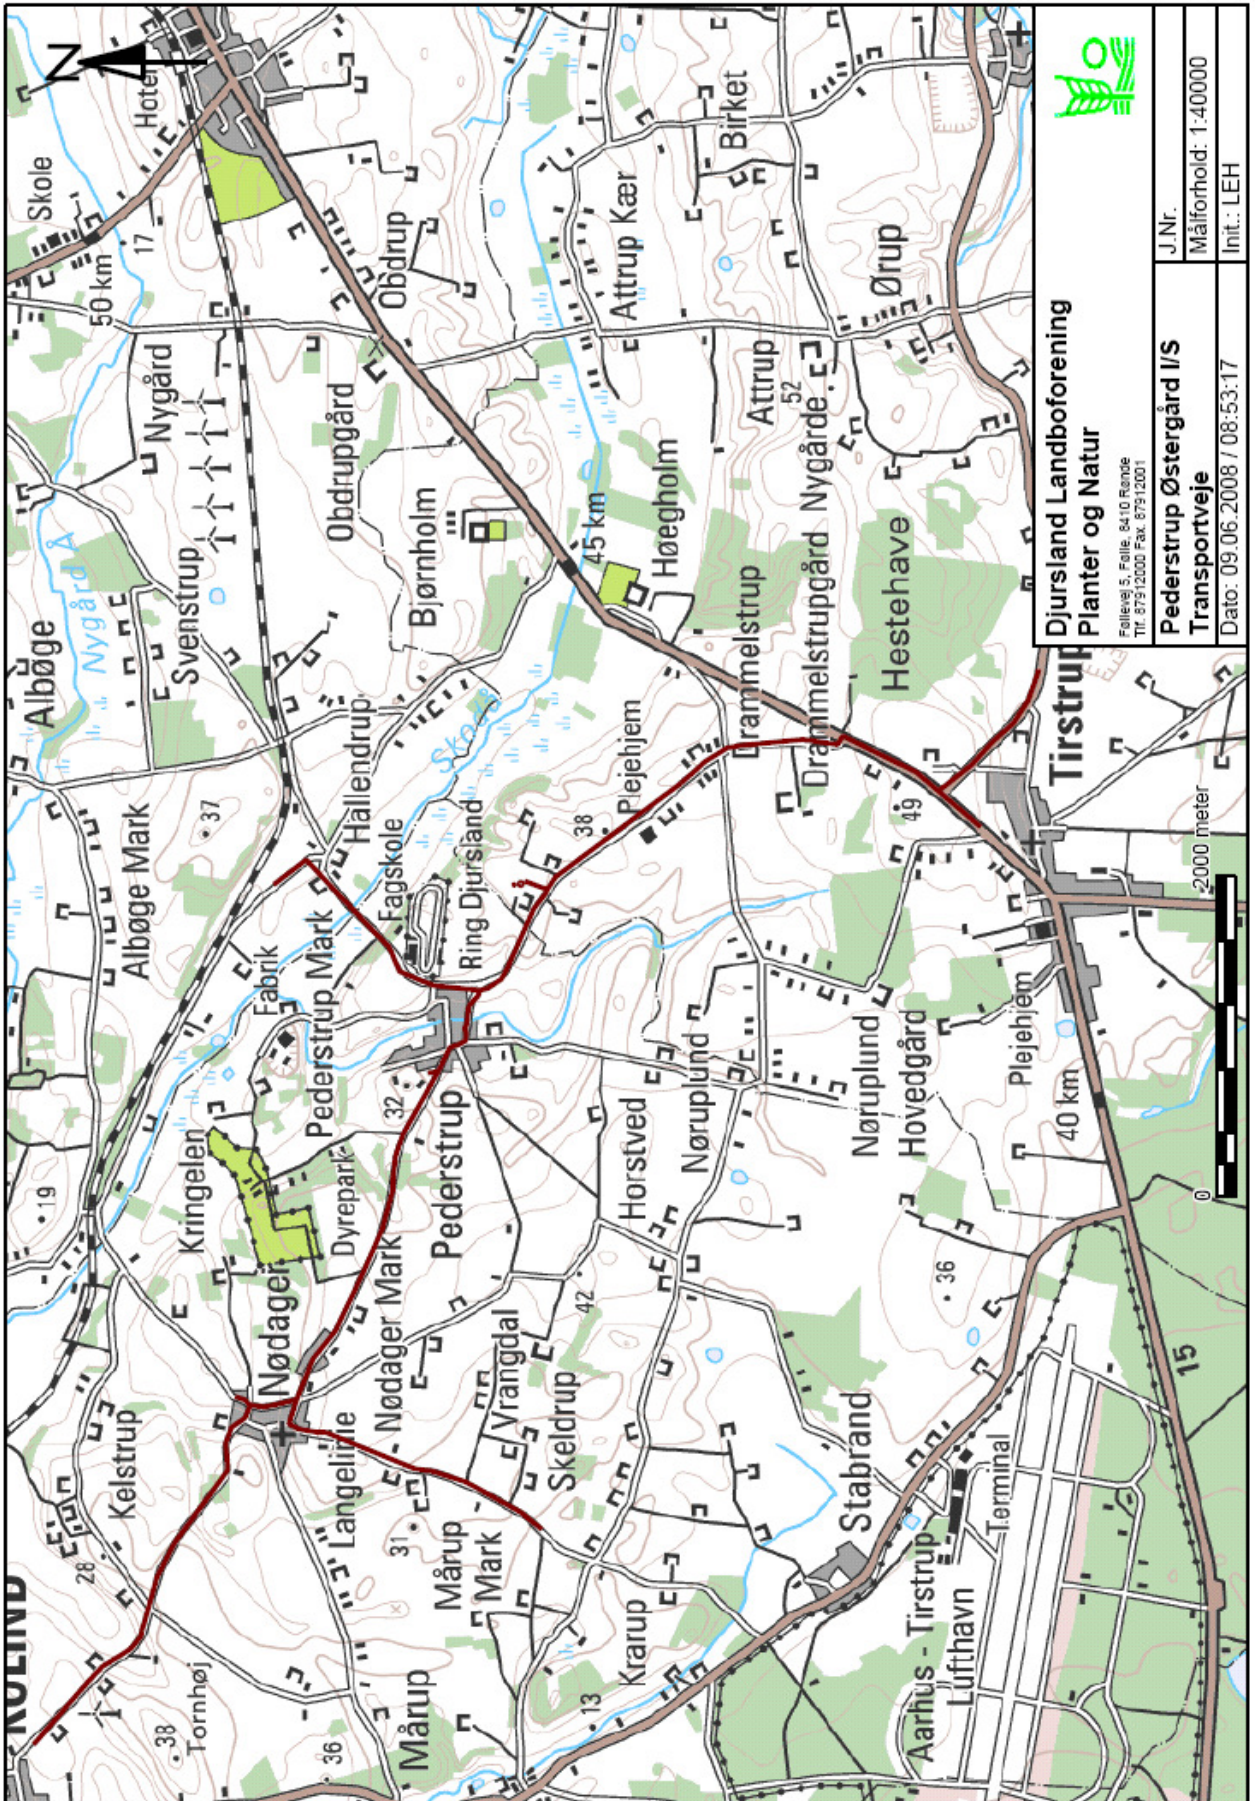 N
Skole
Hotel
17
50 km
Albøge
Nygård Å
Nygård
Svenstrup
Albøge Mark
37
19
Kringelen
Fabrik
Kelstrup
28
Tornhøj
38
36
Nødager
Pederstrup Mark
Dyrepark
Hallendrup
Fagskole
Ring Djursland
Obdrupgård
Obdrup
Bjørnholm
Skodå
32
Pederstrup
Nødager Mark
Langelinie
31
Mårup
Mårup
Mark
Vrangdal
Skeldrup
42
Krarup
13
Horstved
Nøruplund
38
Plejehjem
45 km
Høegholm
Attrup Kær
Birket
Attrup
52
Drammelstrup
Drammelstrupgård
Nygårde
Ørup
Hestehave
49
Nøruplund
Hovedgård
36
Stabrand
Aarhus - Tirstrup
Lufthavn
Terminal
Plejehjem
40 km
Tirstrup
15
0
2000 meter
Djursland Landboforening
Planter og Natur
Føllevej 5, Følle, 8410 Rønde
Tlf. 87912000 Fax. 87912001
Pederstrup Østergård I/S
Transportveje
Dato: 09.06.2008 / 08:53:17
J.Nr.
Målforhold: 1:40000
Init.: LEH